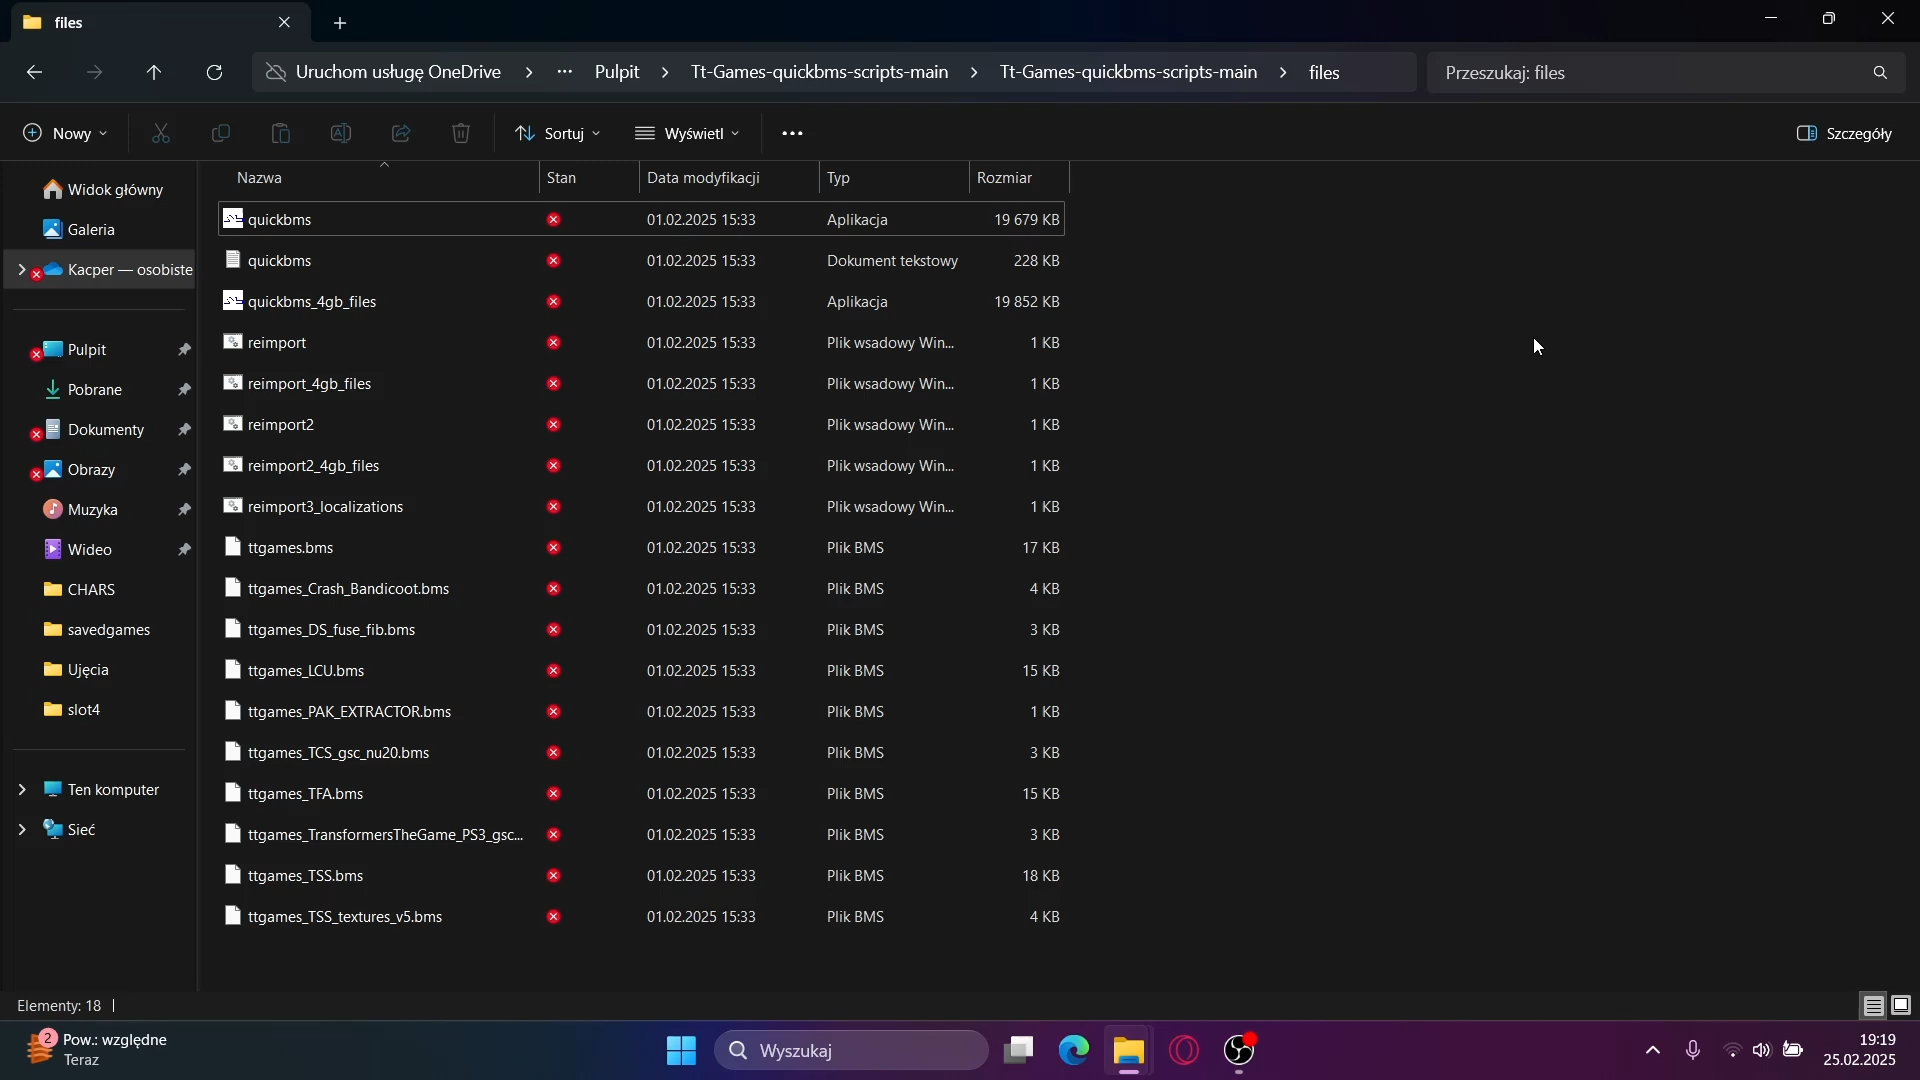 files
Uruchom usługę OneDrive > ... Pulpit > Tt-Games-quickbms-scripts-main > Tt-Games-quickbms-scripts-main > files
Przeszukaj: files
Nowy
Sortuj
Wyświetl
Szczegóły
Widok główny
Galeria
Kacper — osobiste
Pulpit
Pobrane
Dokumenty
Obrazy
Muzyka
Wideo
CHARS
savedgames
Ujęcia
slot4
Ten komputer
Sieć
Nazwa Stan Data modyfikacji Typ Rozmiar
quickbms 01.02.2025 15:33 Aplikacja 19 679 KB
quickbms 01.02.2025 15:33 Dokument tekstowy 228 KB
quickbms_4gb_files 01.02.2025 15:33 Aplikacja 19 852 KB
reimport 01.02.2025 15:33 Plik wsadowy Win... 1 KB
reimport_4gb_files 01.02.2025 15:33 Plik wsadowy Win... 1 KB
reimport2 01.02.2025 15:33 Plik wsadowy Win... 1 KB
reimport2_4gb_files 01.02.2025 15:33 Plik wsadowy Win... 1 KB
reimport3_localizations 01.02.2025 15:33 Plik wsadowy Win... 1 KB
ttgames.bms 01.02.2025 15:33 Plik BMS 17 KB
ttgames_Crash_Bandicoot.bms 01.02.2025 15:33 Plik BMS 4 KB
ttgames_DS_fuse_fib.bms 01.02.2025 15:33 Plik BMS 3 KB
ttgames_LCU.bms 01.02.2025 15:33 Plik BMS 15 KB
ttgames_PAK_EXTRACTOR.bms 01.02.2025 15:33 Plik BMS 1 KB
ttgames_TCS_gsc_nu20.bms 01.02.2025 15:33 Plik BMS 3 KB
ttgames_TFA.bms 01.02.2025 15:33 Plik BMS 15 KB
ttgames_TransformersTheGame_PS3_gsc... 01.02.2025 15:33 Plik BMS 3 KB
ttgames_TSS.bms 01.02.2025 15:33 Plik BMS 18 KB
ttgames_TSS_textures_v5.bms 01.02.2025 15:33 Plik BMS 4 KB
Elementy: 18
2 Pow.: względne
Teraz
Wyszukaj
19:19
25.02.2025